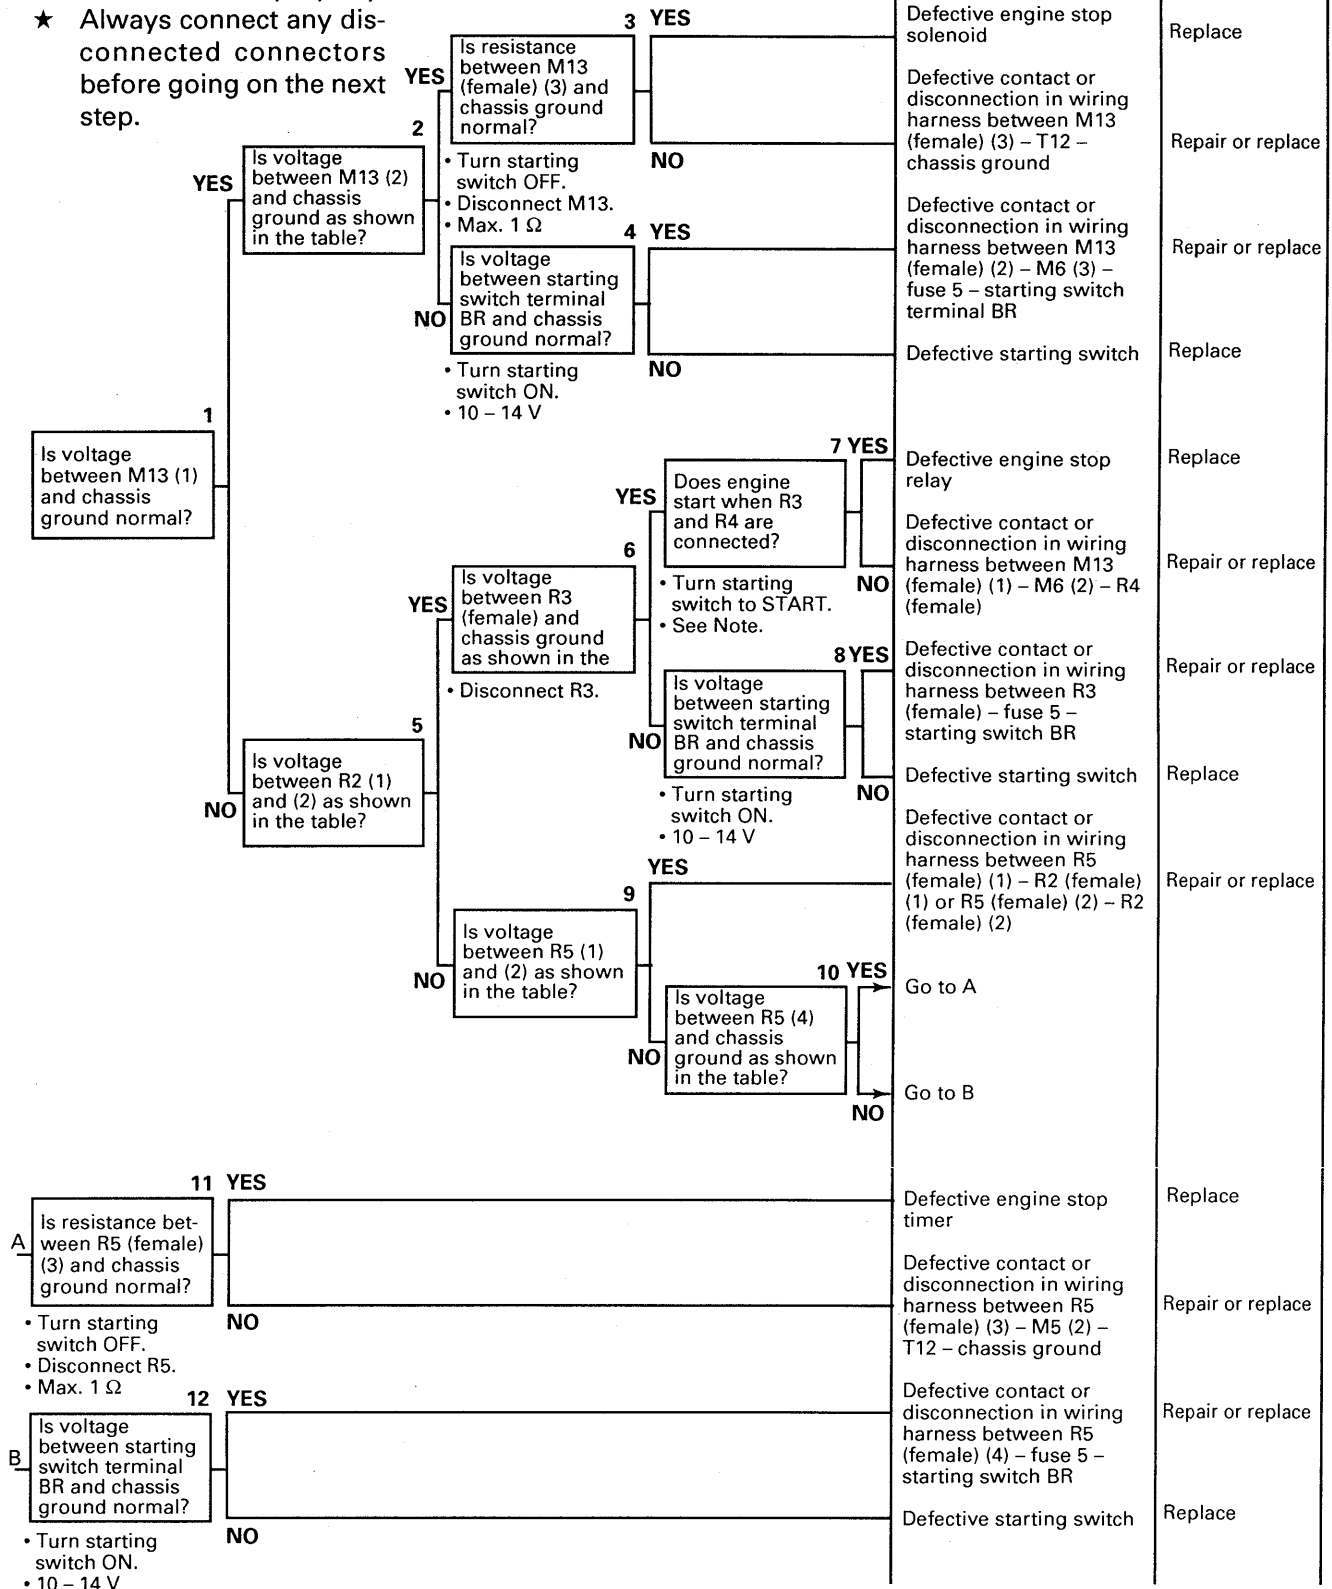 ★ Always connect any dis-
connected connectors
before going on the next
step.
1
Is voltage
between M13 (1)
and chassis
ground normal?
YES
2
Is voltage
between M13 (2)
and chassis
ground as shown
in the table?
YES
3
Is resistance
between M13
(female) (3) and
chassis ground
normal?
• Turn starting
switch OFF.
• Disconnect M13.
• Max. 1 Ω
YES
Defective engine stop
solenoid
Replace
NO
Defective contact or
disconnection in wiring
harness between M13
(female) (3) – T12 –
chassis ground
Repair or replace
NO
4
Is voltage
between starting
switch terminal
BR and chassis
ground normal?
• Turn starting
switch ON.
• 10 – 14 V
YES
Defective contact or
disconnection in wiring
harness between M13
(female) (2) – M6 (3) –
fuse 5 – starting switch
terminal BR
Repair or replace
NO
Defective starting switch
Replace
NO
5
Is voltage
between R2 (1)
and (2) as shown
in the table?
YES
6
Is voltage
between R3
(female) and
chassis ground
as shown in the
• Disconnect R3.
YES
7
Does engine
start when R3
and R4 are
connected?
• Turn starting
switch to START.
• See Note.
YES
Defective engine stop
relay
Replace
NO
Defective contact or
disconnection in wiring
harness between M13
(female) (1) – M6 (2) – R4
(female)
Repair or replace
NO
8
Is voltage
between starting
switch terminal
BR and chassis
ground normal?
• Turn starting
switch ON.
• 10 – 14 V
YES
Defective contact or
disconnection in wiring
harness between R3
(female) – fuse 5 –
starting switch BR
Repair or replace
NO
Defective starting switch
Replace
NO
9
Is voltage
between R5 (1)
and (2) as shown
in the table?
YES
Defective contact or
disconnection in wiring
harness between R5
(female) (1) – R2 (female)
(1) or R5 (female) (2) – R2
(female) (2)
Repair or replace
NO
10
Is voltage
between R5 (4)
and chassis
ground as shown
in the table?
YES
Go to A
NO
Go to B
A
11
Is resistance bet-
ween R5 (female)
(3) and chassis
ground normal?
• Turn starting
switch OFF.
• Disconnect R5.
• Max. 1 Ω
YES
Defective engine stop
timer
Replace
NO
Defective contact or
disconnection in wiring
harness between R5
(female) (3) – M5 (2) –
T12 – chassis ground
Repair or replace
B
12
Is voltage
between starting
switch terminal
BR and chassis
ground normal?
• Turn starting
switch ON.
• 10 – 14 V
YES
Defective contact or
disconnection in wiring
harness between R5
(female) (4) – fuse 5 –
starting switch BR
Repair or replace
NO
Defective starting switch
Replace